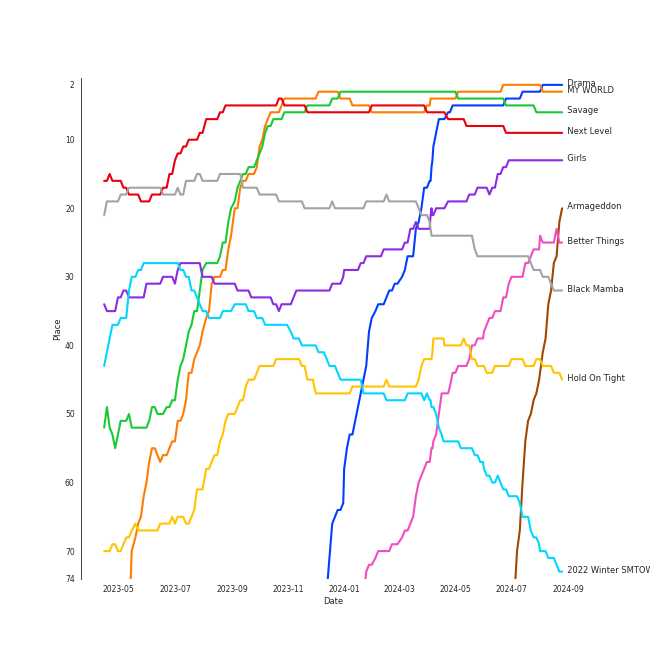 2
10
20
30
40
50
60
70
74
Place
2023-05
2023-07
2023-09
2023-11
2024-01
2024-03
2024-05
2024-07
2024-09
Date
Drama
MY WORLD
Savage
Next Level
Girls
Armageddon
Better Things
Black Mamba
Hold On Tight
2022 Winter SMTOW